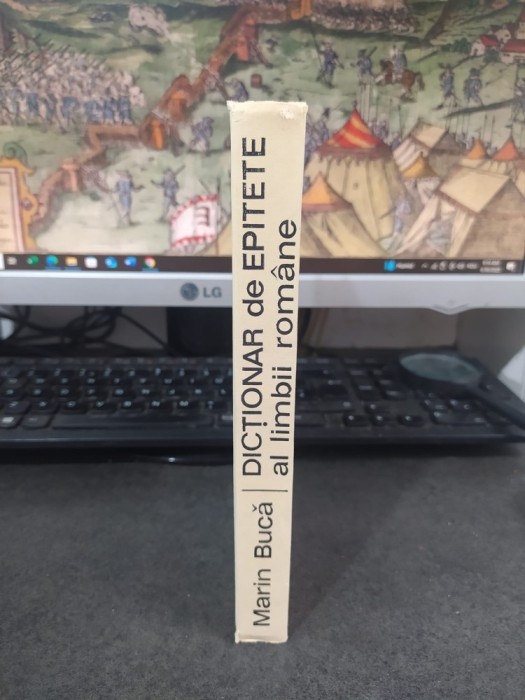 Marin Bucă
DICȚIONAR de EPITETE
al limbii române
LG